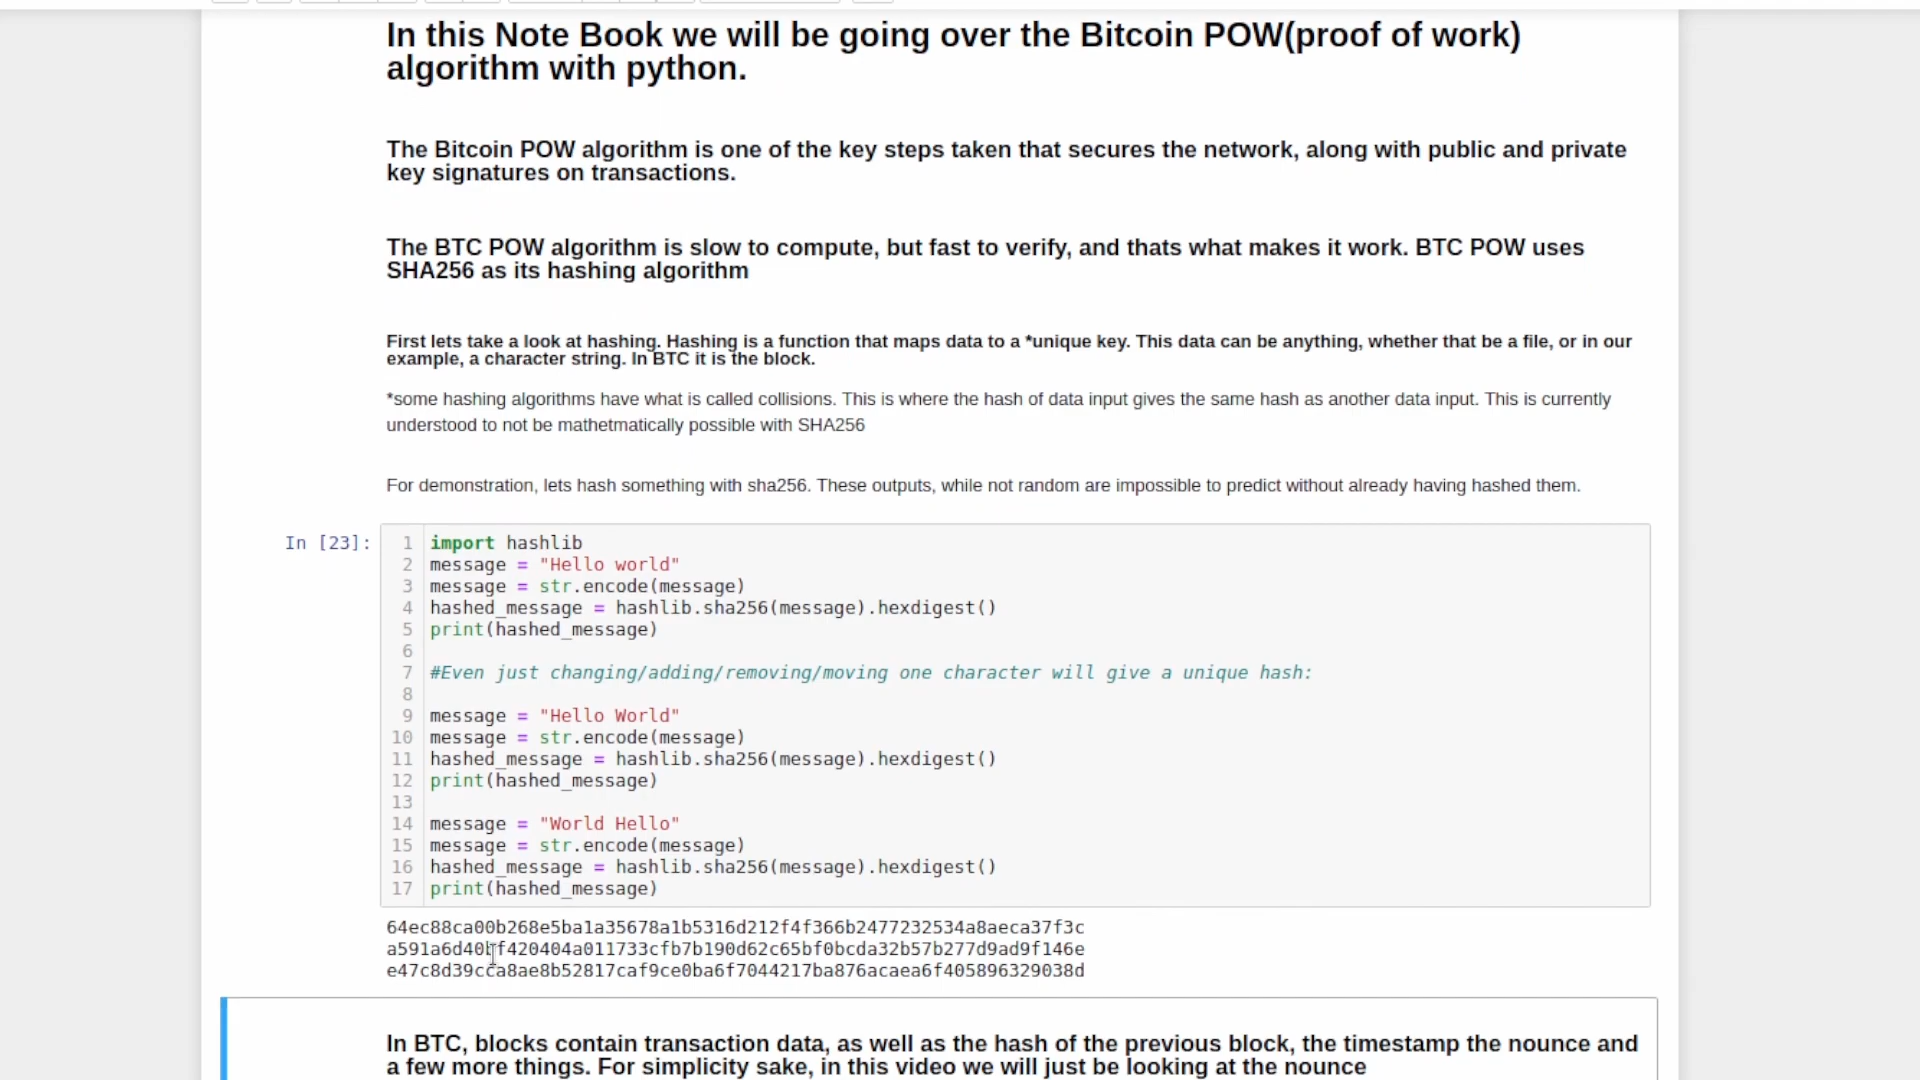 In this Note Book we will be going over the Bitcoin POW(proof of work)
algorithm with python.
The Bitcoin POW algorithm is one of the key steps taken that secures the network, along with public and private
key signatures on transactions.
The BTC POW algorithm is slow to compute, but fast to verify, and thats what makes it work. BTC POW uses
SHA256 as its hashing algorithm
First lets take a look at hashing. Hashing is a function that maps data to a *unique key. This data can be anything, whether that be a file, or in our
example, a character string. In BTC it is the block.
*some hashing algorithms have what is called collisions. This is where the hash of data input gives the same hash as another data input. This is currently
understood to not be mathetmatically possible with SHA256
For demonstration, lets hash something with sha256. These outputs, while not random are impossible to predict without already having hashed them.
In [23]:
1 import hashlib
2 message = "Hello world"
3 message = str.encode(message)
4 hashed_message = hashlib.sha256(message).hexdigest()
5 print(hashed_message)
6
7 #Even just changing/adding/removing/moving one character will give a unique hash:
8
9 message = "Hello World"
10 message = str.encode(message)
11 hashed_message = hashlib.sha256(message).hexdigest()
12 print(hashed_message)
13
14 message = "World Hello"
15 message = str.encode(message)
16 hashed_message = hashlib.sha256(message).hexdigest()
17 print(hashed_message)
64ec88ca00b268e5ba1a35678a1b5316d212f4f366b2477232534a8aeca37f3c
a591a6d40bf420404a011733cfb7b190d62c65bf0bcda32b57b277d9ad9f146e
e47c8d39cca8ae8b52817caf9ce0ba6f7044217ba876acaea6f405896329038d
In BTC, blocks contain transaction data, as well as the hash of the previous block, the timestamp the nounce and
a few more things. For simplicity sake, in this video we will just be looking at the nounce